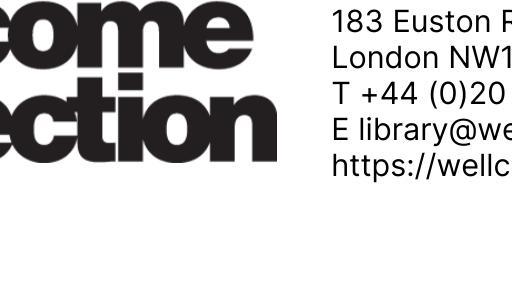 come
ection
183 Euston R
London NW1
T +44 (0)20
E library@we
https://wellc